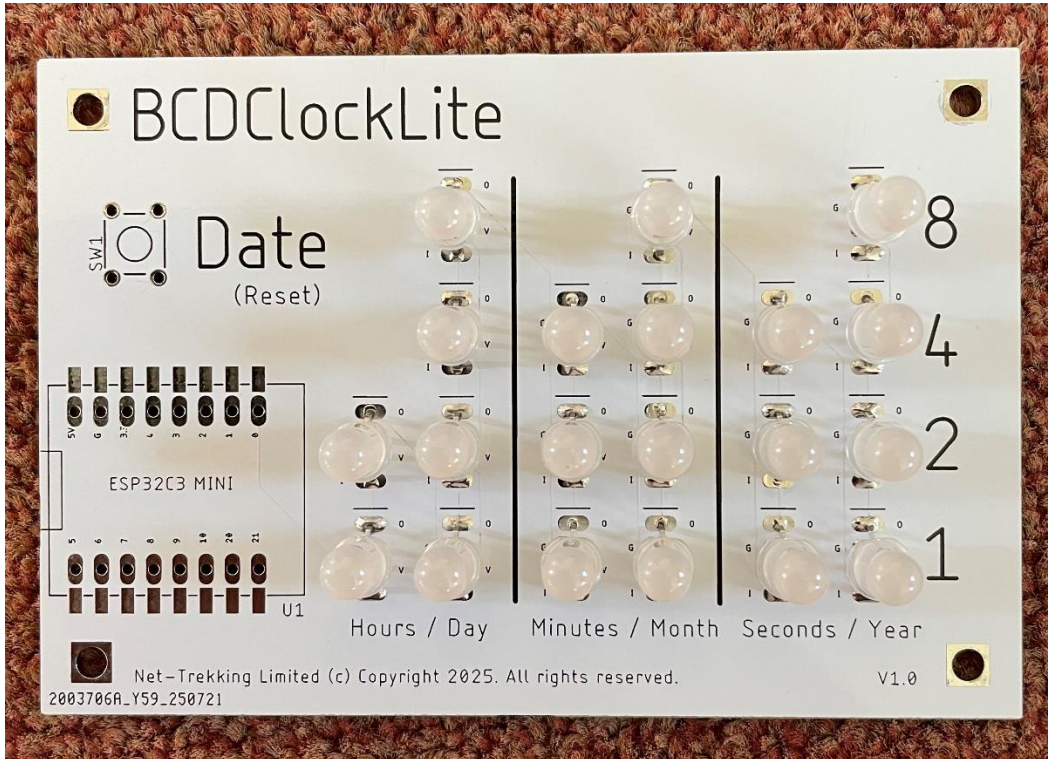 BCDClockLite
SW1
Date
(Reset)
8
4
2
1
5V G 3.3 4 3 2 1 0
ESP32C3 MINI
5 6 7 8 9 10 20 21
U1
O
V
I
G
O
V
I
G
O
V
I
G
Hours / Day
Minutes / Month
Seconds / Year
Net-Trekking Limited (c) Copyright 2025. All rights reserved.
V1.0
2003706A_Y59_250721